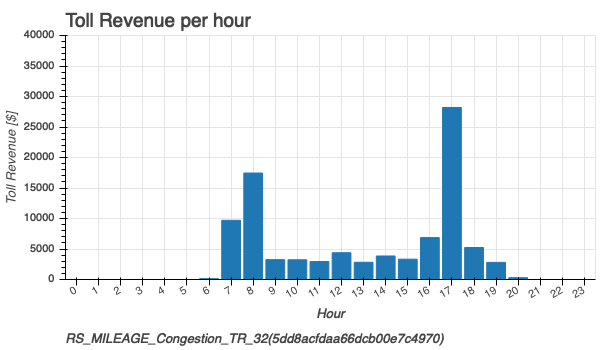 Toll Revenue per hour
40000
35000
30000
25000
20000
15000
10000
5000
0
Toll Revenue [$]
0 1 2 3 4 5 6 7 8 9 10 11 12 13 14 15 16 17 18 19 20 21 22 23
Hour
RS_MILEAGE_Congestion_TR_32(5dd8acfdaa66dcb00e7c4970)